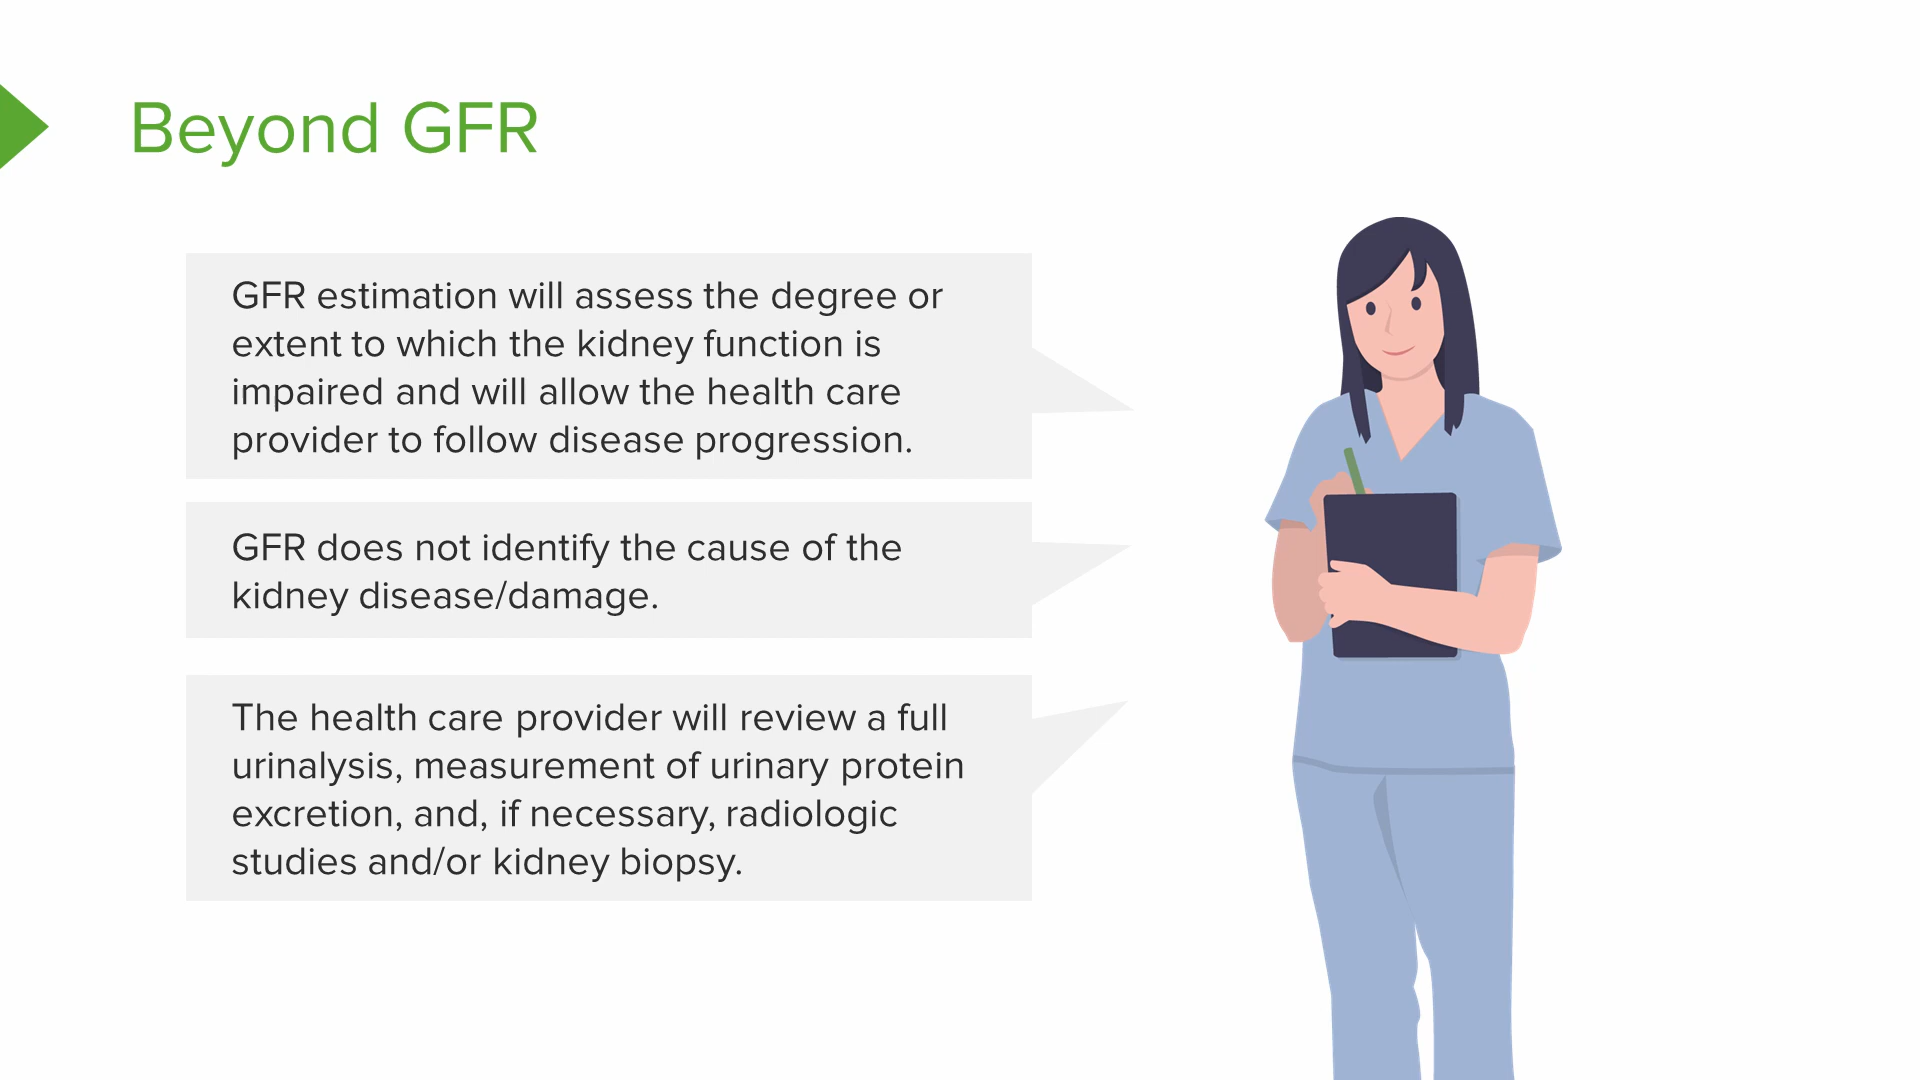 Beyond GFR
GFR estimation will assess the degree or
extent to which the kidney function is
impaired and will allow the health care
provider to follow disease progression.
GFR does not identify the cause of the
kidney disease/damage.
The health care provider will review a full
urinalysis, measurement of urinary protein
excretion, and, if necessary, radiologic
studies and/or kidney biopsy.